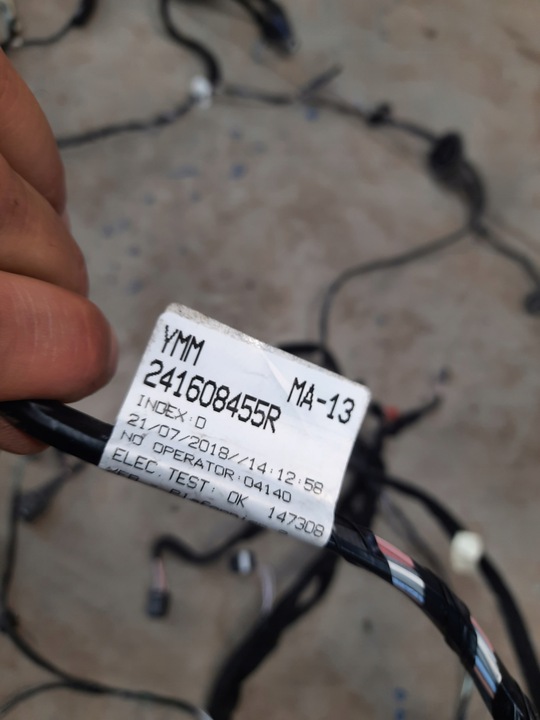 YMM MA-13
241608455R
INDEX:D
21/07/2018//14:12:58
NO OPERATOR:04140
ELEC.TEST: OK 147308